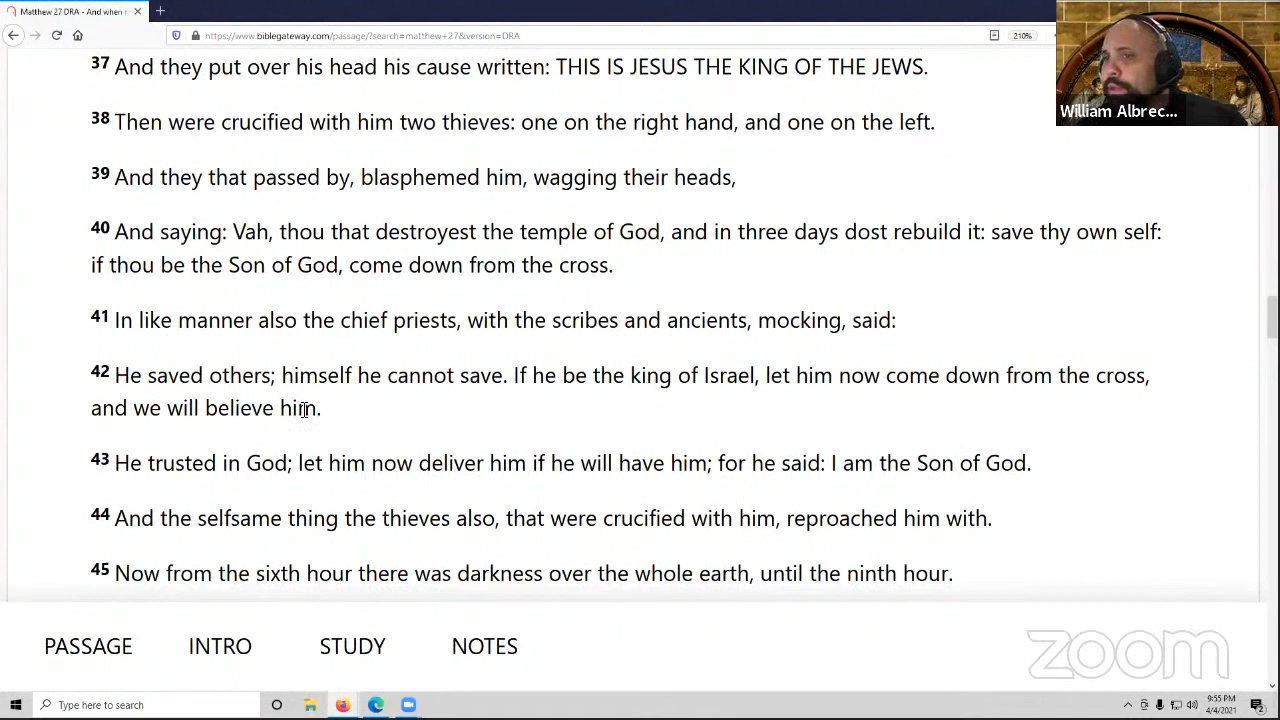 Matthew 27 DRA - And when m
https://www.biblegateway.com/passage/?search=matthew+27&version=DRA
210%
William Albrec...
37 And they put over his head his cause written: THIS IS JESUS THE KING OF THE JEWS.
38 Then were crucified with him two thieves: one on the right hand, and one on the left.
39 And they that passed by, blasphemed him, wagging their heads,
40 And saying: Vah, thou that destroyest the temple of God, and in three days dost rebuild it: save thy own self:
if thou be the Son of God, come down from the cross.
41 In like manner also the chief priests, with the scribes and ancients, mocking, said:
42 He saved others; himself he cannot save. If he be the king of Israel, let him now come down from the cross,
and we will believe him.
43 He trusted in God; let him now deliver him if he will have him; for he said: I am the Son of God.
44 And the selfsame thing the thieves also, that were crucified with him, reproached him with.
45 Now from the sixth hour there was darkness over the whole earth, until the ninth hour.
PASSAGE INTRO STUDY NOTES
zoom
Type here to search
9:55 PM
4/4/2021
2